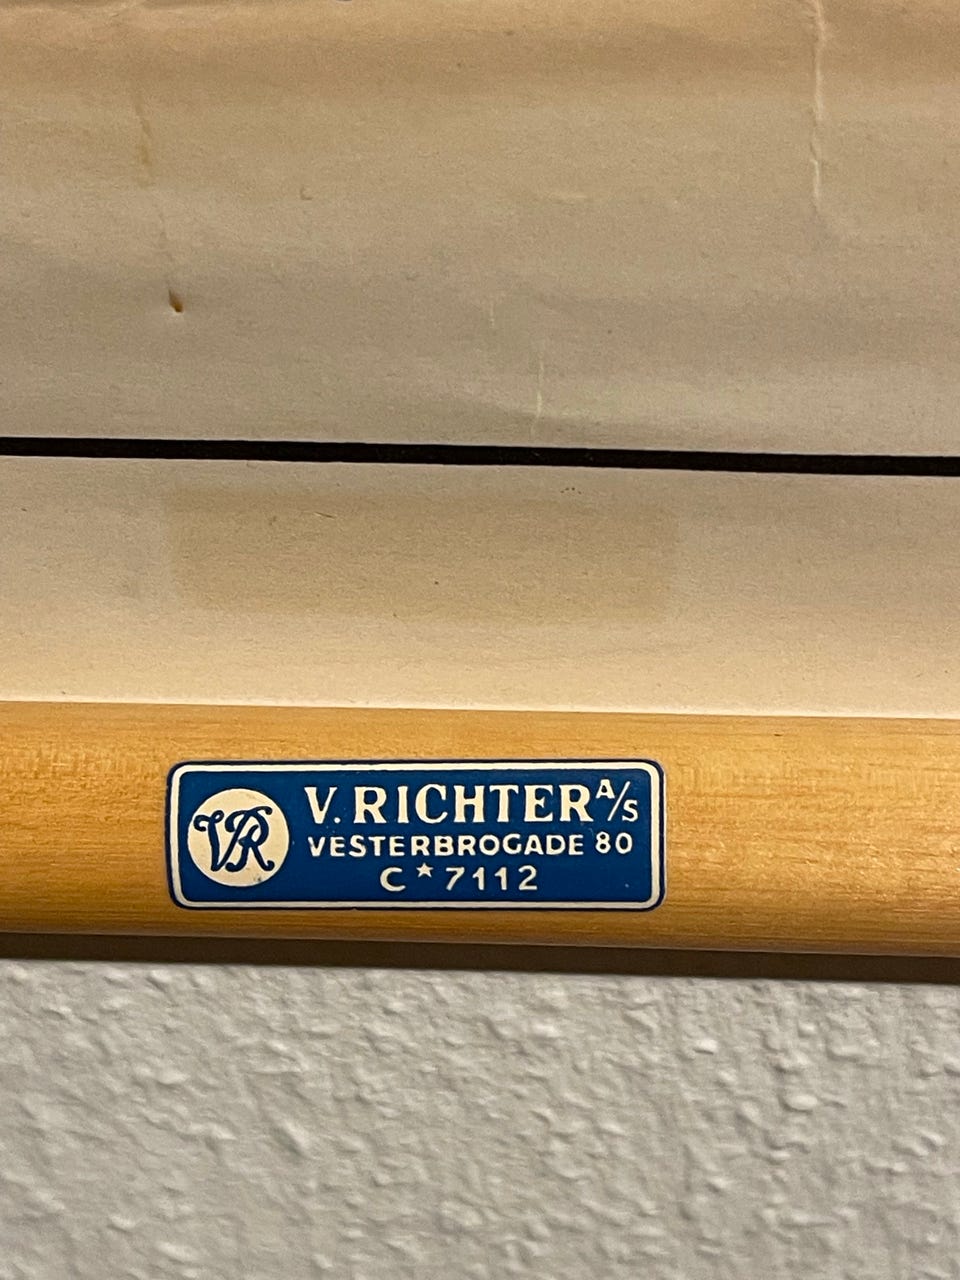 VR
V. RICHTER A/S
VESTERBROGADE 80
C★7112